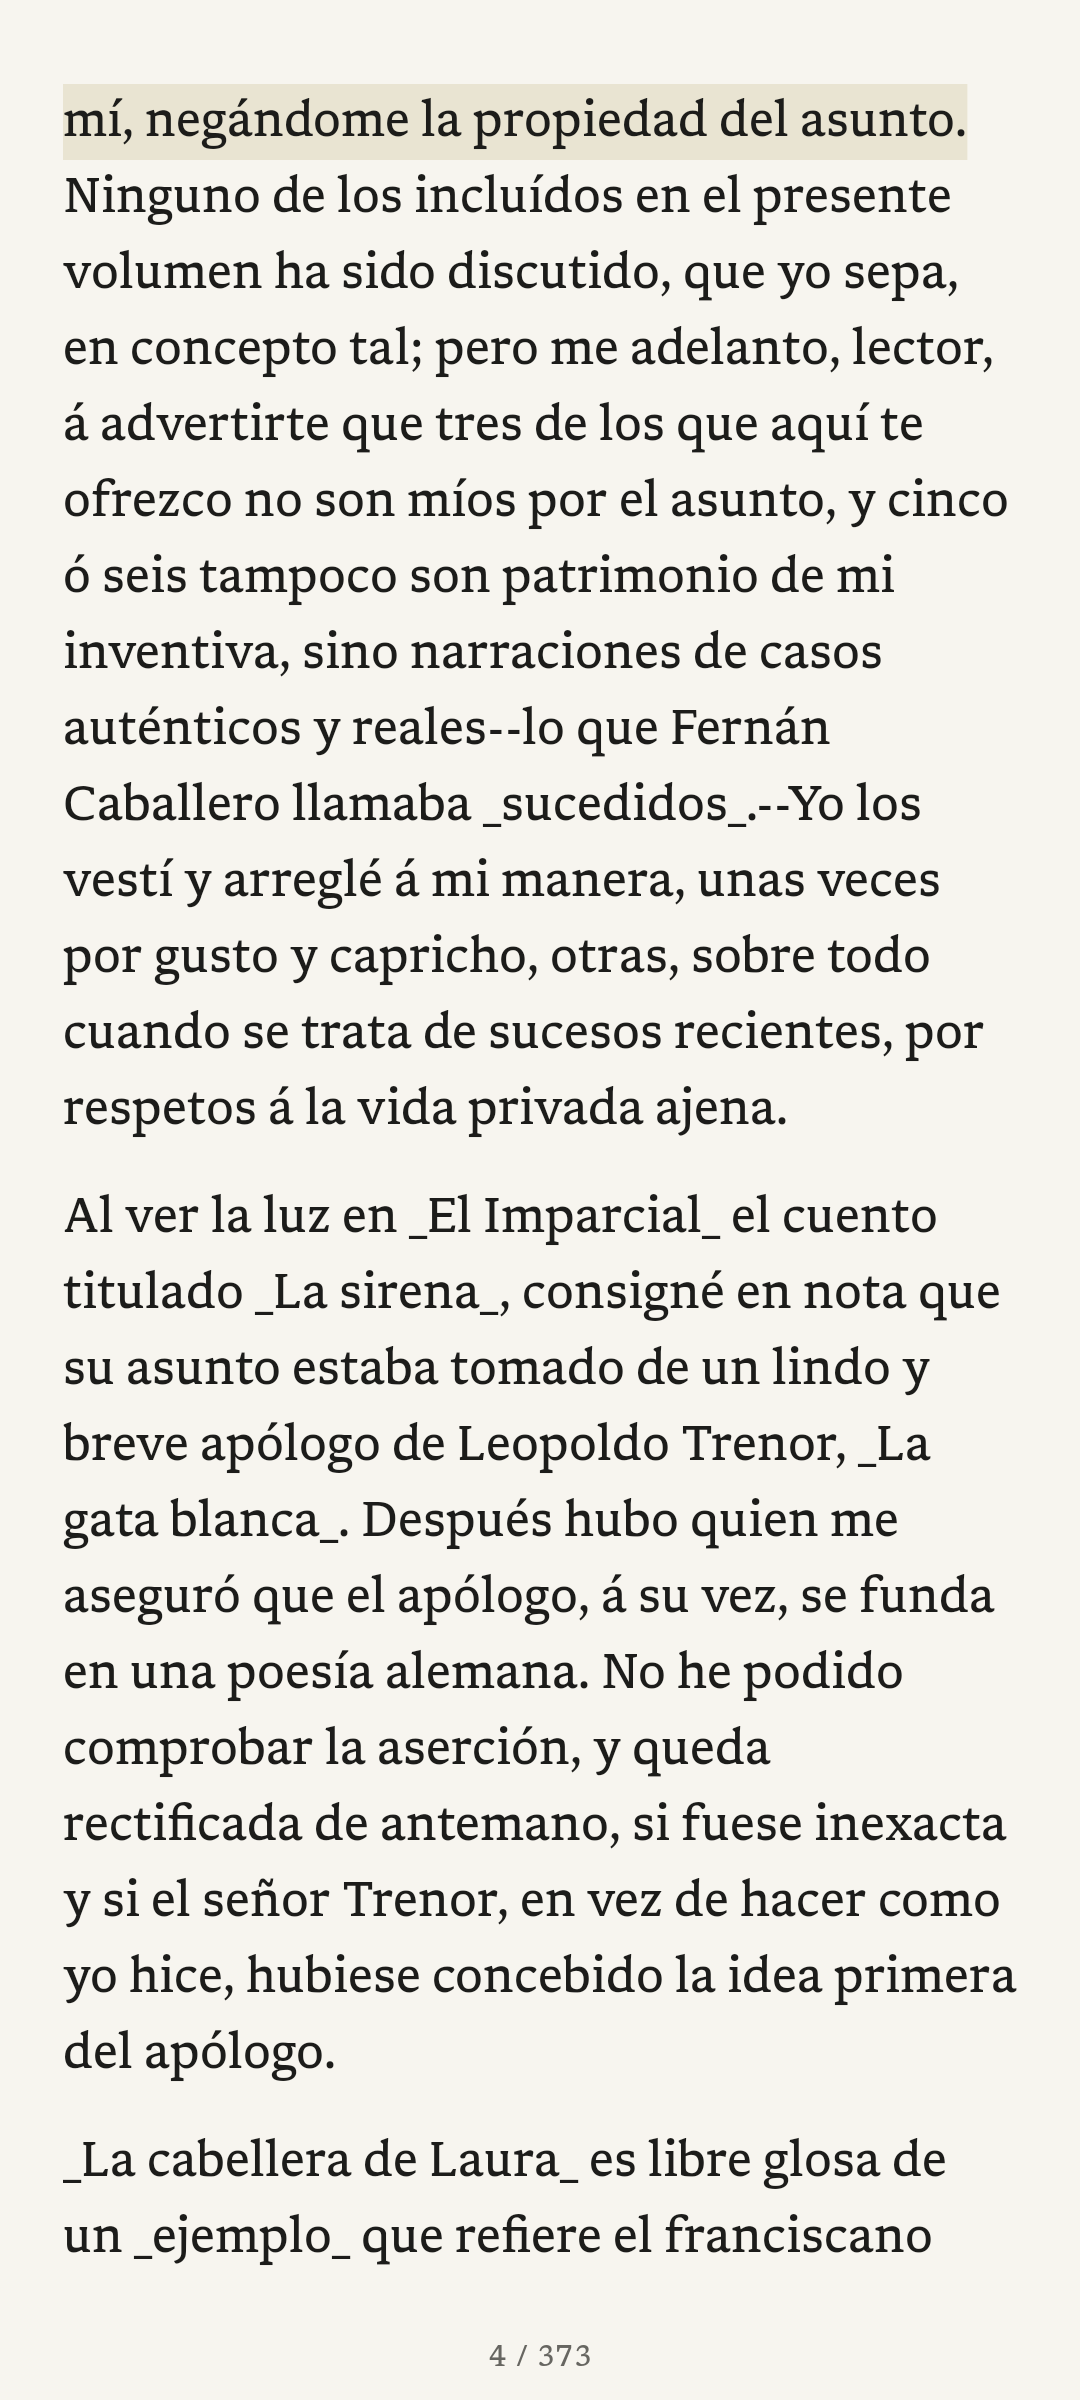 mí, negándome la propiedad del asunto.
Ninguno de los incluídos en el presente
volumen ha sido discutido, que yo sepa,
en concepto tal; pero me adelanto, lector,
á advertirte que tres de los que aquí te
ofrezco no son míos por el asunto, y cinco
ó seis tampoco son patrimonio de mi
inventiva, sino narraciones de casos
auténticos y reales--lo que Fernán
Caballero llamaba _sucedidos_.--Yo los
vestí y arreglé á mi manera, unas veces
por gusto y capricho, otras, sobre todo
cuando se trata de sucesos recientes, por
respetos á la vida privada ajena.
Al ver la luz en _El Imparcial_ el cuento
titulado _La sirena_, consigné en nota que
su asunto estaba tomado de un lindo y
breve apólogo de Leopoldo Trenor, _La
gata blanca_. Después hubo quien me
aseguró que el apólogo, á su vez, se funda
en una poesía alemana. No he podido
comprobar la aserción, y queda
rectificada de antemano, si fuese inexacta
y si el señor Trenor, en vez de hacer como
yo hice, hubiese concebido la idea primera
del apólogo.
_La cabellera de Laura_ es libre glosa de
un _ejemplo_ que refiere el franciscano
4 / 373